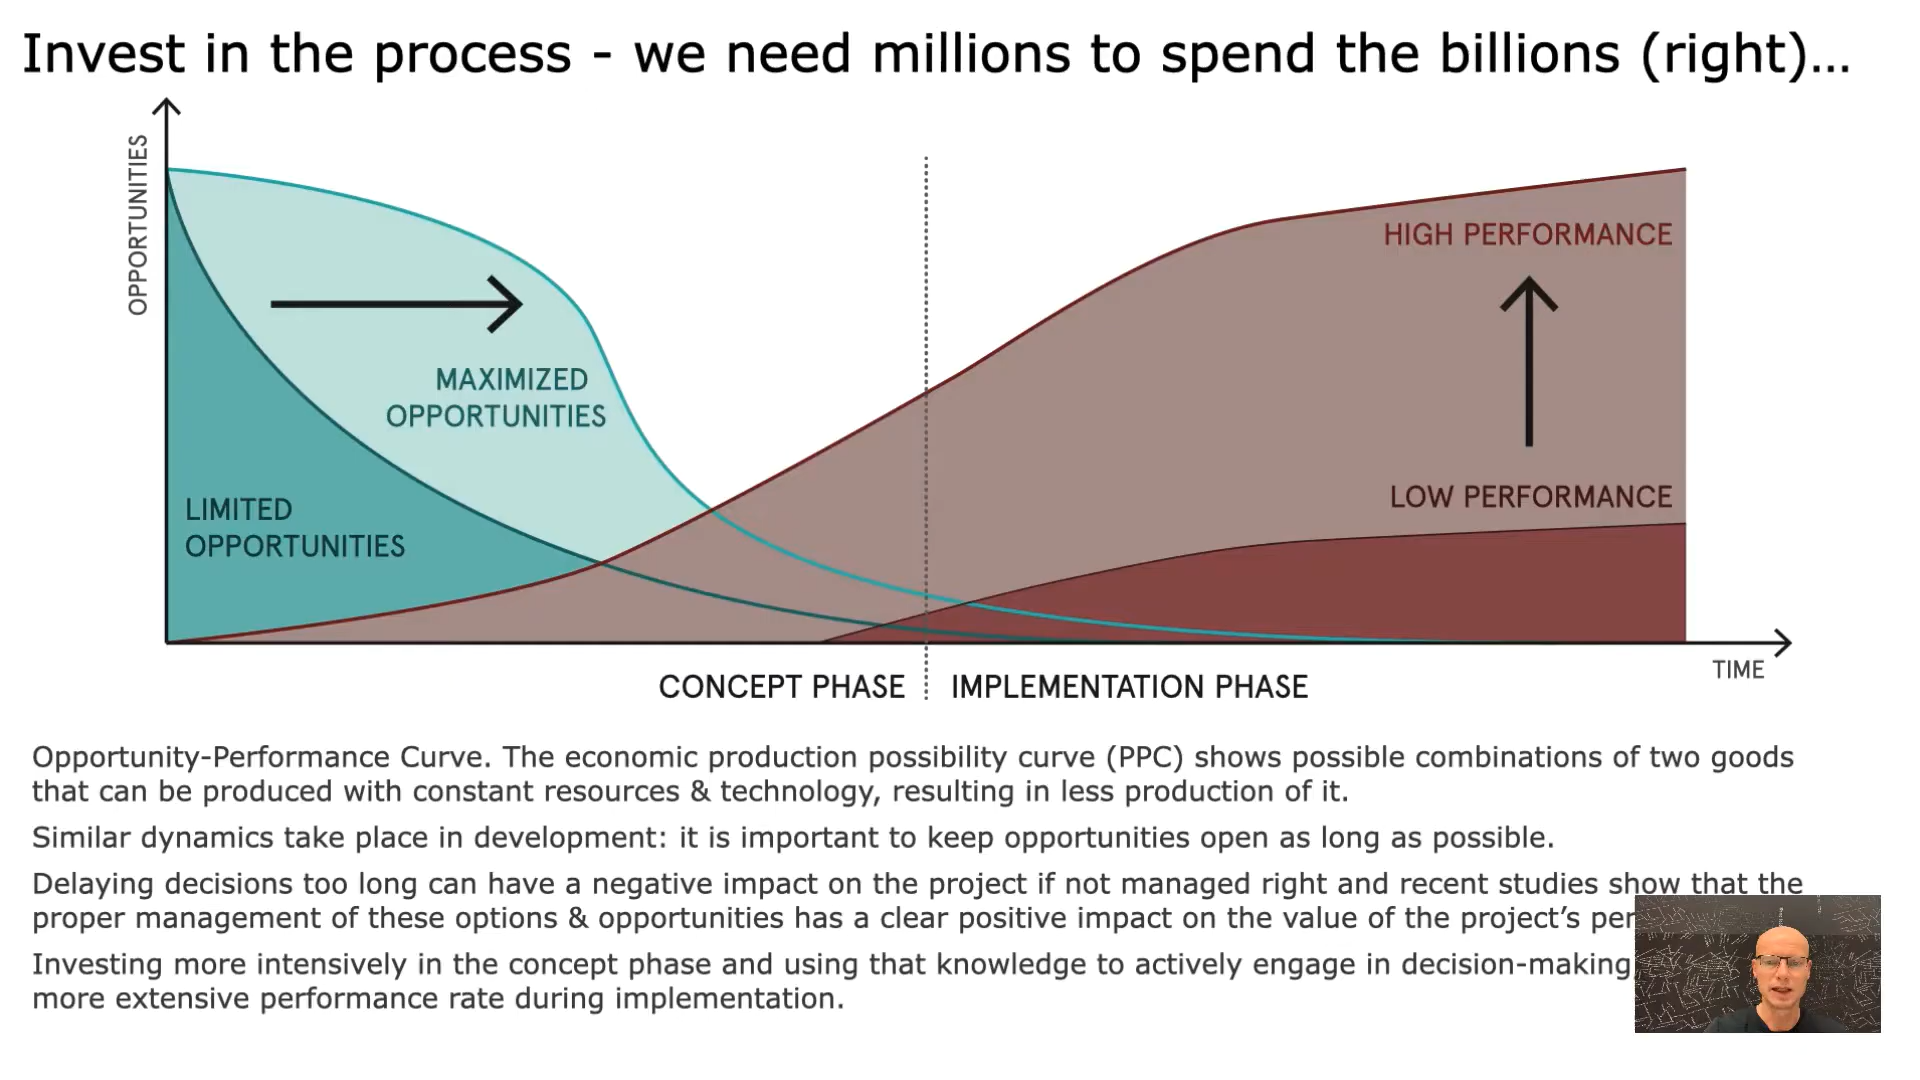 Invest in the process - we need millions to spend the billions (right)...
OPPORTUNITIES
HIGH PERFORMANCE
MAXIMIZED
OPPORTUNITIES
LIMITED
OPPORTUNITIES
LOW PERFORMANCE
TIME
CONCEPT PHASE
IMPLEMENTATION PHASE
Opportunity-Performance Curve. The economic production possibility curve (PPC) shows possible combinations of two goods
that can be produced with constant resources & technology, resulting in less production of it.
Similar dynamics take place in development: it is important to keep opportunities open as long as possible.
Delaying decisions too long can have a negative impact on the project if not managed right and recent studies show that the
proper management of these options & opportunities has a clear positive impact on the value of the project’s
Investing more intensively in the concept phase and using that knowledge to actively engage in decision-making
more extensive performance rate during implementation.